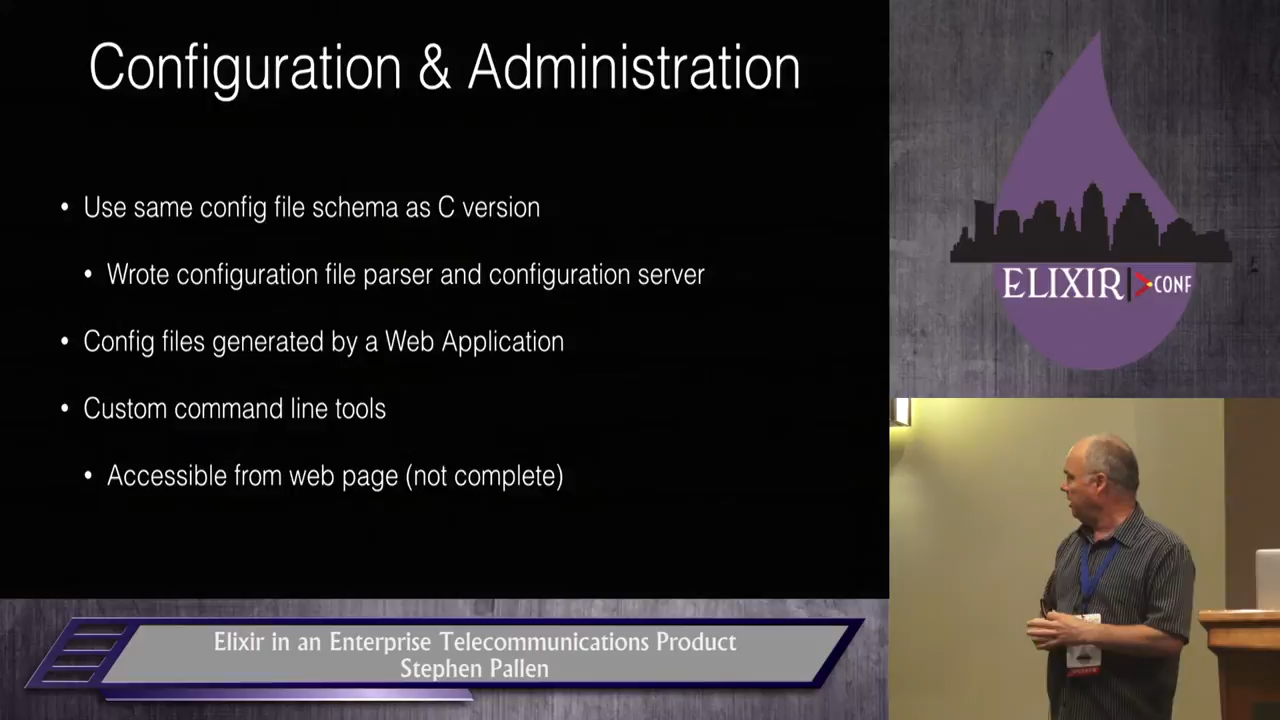 Configuration & Administration
• Use same config file schema as C version
• Wrote configuration file parser and configuration server
• Config files generated by a Web Application
• Custom command line tools
• Accessible from web page (not complete)
ELIXIR CONF
Elixir in an Enterprise Telecommunications Product
Stephen Pallen